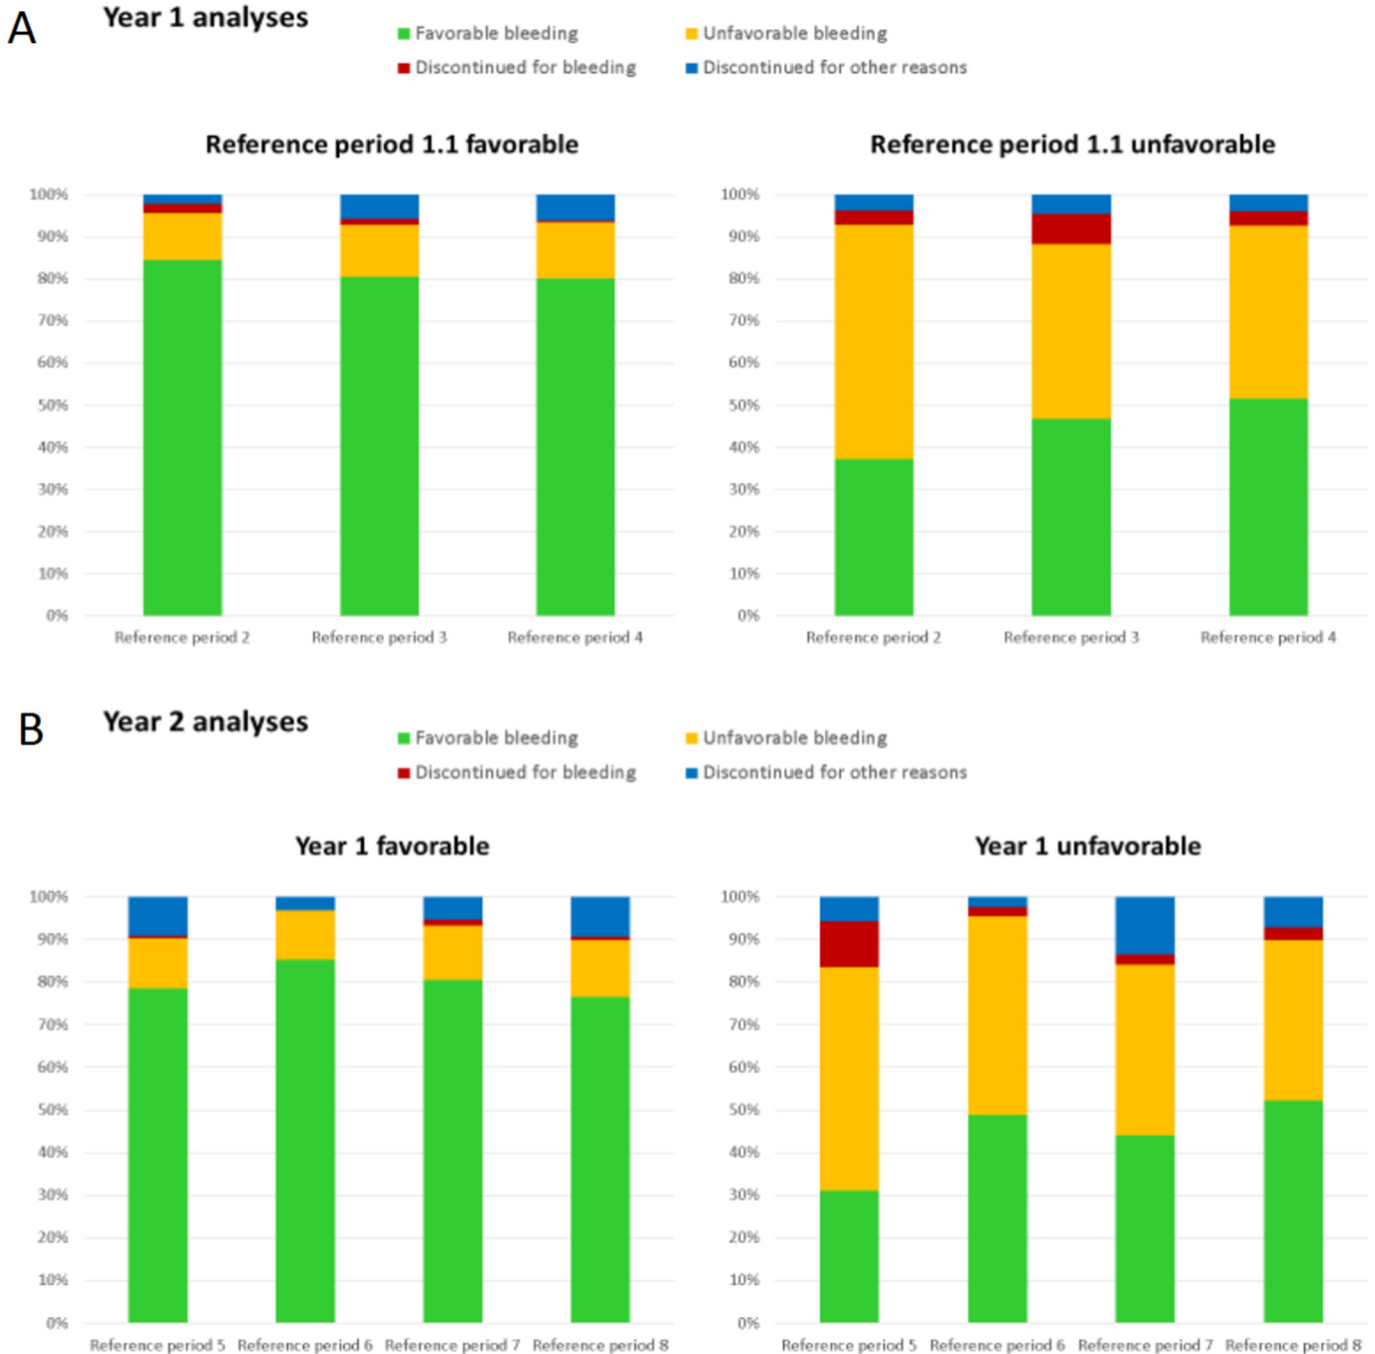 A
Year 1 analyses
Favorable bleeding
Unfavorable bleeding
Discontinued for bleeding
Discontinued for other reasons
Reference period 1.1 favorable
100%
90%
80%
70%
60%
50%
40%
30%
20%
10%
0%
Reference period 2
Reference period 3
Reference period 4
Reference period 1.1 unfavorable
100%
90%
80%
70%
60%
50%
40%
30%
20%
10%
0%
Reference period 2
Reference period 3
Reference period 4
B
Year 2 analyses
Favorable bleeding
Unfavorable bleeding
Discontinued for bleeding
Discontinued for other reasons
Year 1 favorable
100%
90%
80%
70%
60%
50%
40%
30%
20%
10%
0%
Reference period 5
Reference period 6
Reference period 7
Reference period 8
Year 1 unfavorable
100%
90%
80%
70%
60%
50%
40%
30%
20%
10%
0%
Reference period 5
Reference period 6
Reference period 7
Reference period 8